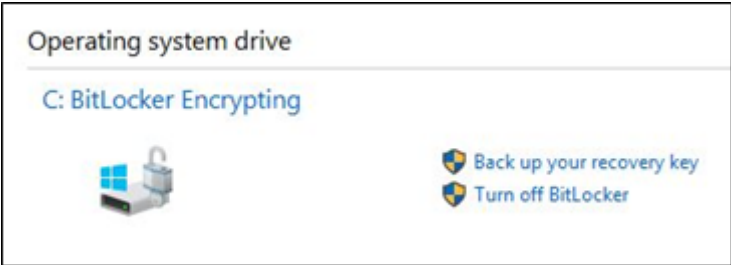 Operating system drive
C: BitLocker Encrypting
Back up your recovery key
Turn off BitLocker